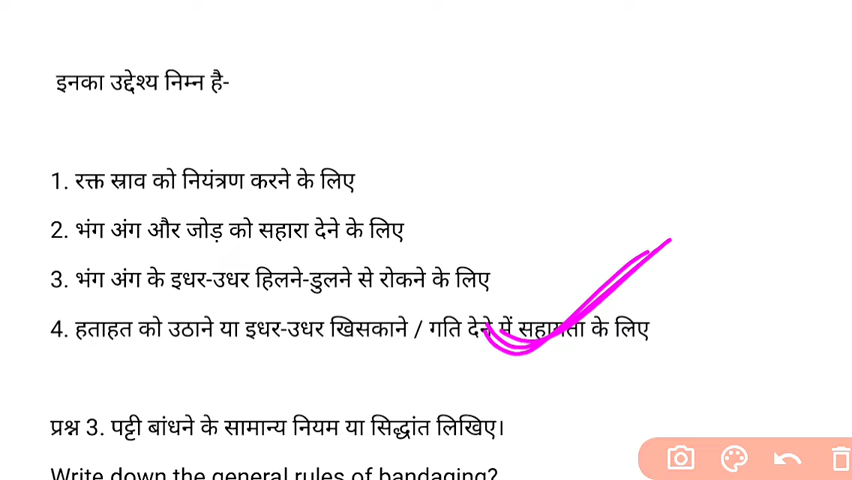 इनका उद्देश्य निम्न है-
1. रक्त स्राव को नियंत्रण करने के लिए
2. भंग अंग और जोड़ को सहारा देने के लिए
3. भंग अंग के इधर-उधर हिलने-डुलने से रोकने के लिए
4. हताहत को उठाने या इधर-उधर खिसकाने / गति देने में सहायता के लिए
प्रश्न 3. पट्टी बांधने के सामान्य नियम या सिद्धांत लिखिए।
Write down the general rules of bandaging?